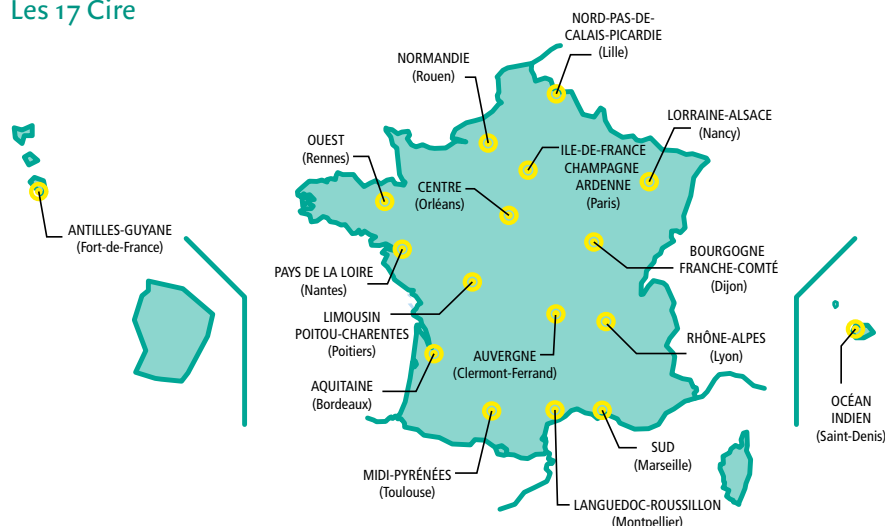 Les 17 Cire
NORD-PAS-DE-
CALAIS-PICARDIE
(Lille)
NORMANDIE
(Rouen)
LORRAINE-ALSACE
(Nancy)
OUEST
(Rennes)
ILE-DE-FRANCE
CHAMPAGNE
ARDENNE
(Paris)
CENTRE
(Orléans)
ANTILLES-GUYANE
(Fort-de-France)
BOURGOGNE
FRANCHE-COMTÉ
(Dijon)
PAYS DE LA LOIRE
(Nantes)
LIMOUSIN
POITOU-CHARENTES
(Poitiers)
RHÔNE-ALPES
(Lyon)
AUVERGNE
(Clermont-Ferrand)
AQUITAINE
(Bordeaux)
OCÉAN
INDIEN
(Saint-Denis)
SUD
(Marseille)
MIDI-PYRÉNÉES
(Toulouse)
LANGUEDOC-ROUSSILLON
(Montpellier)